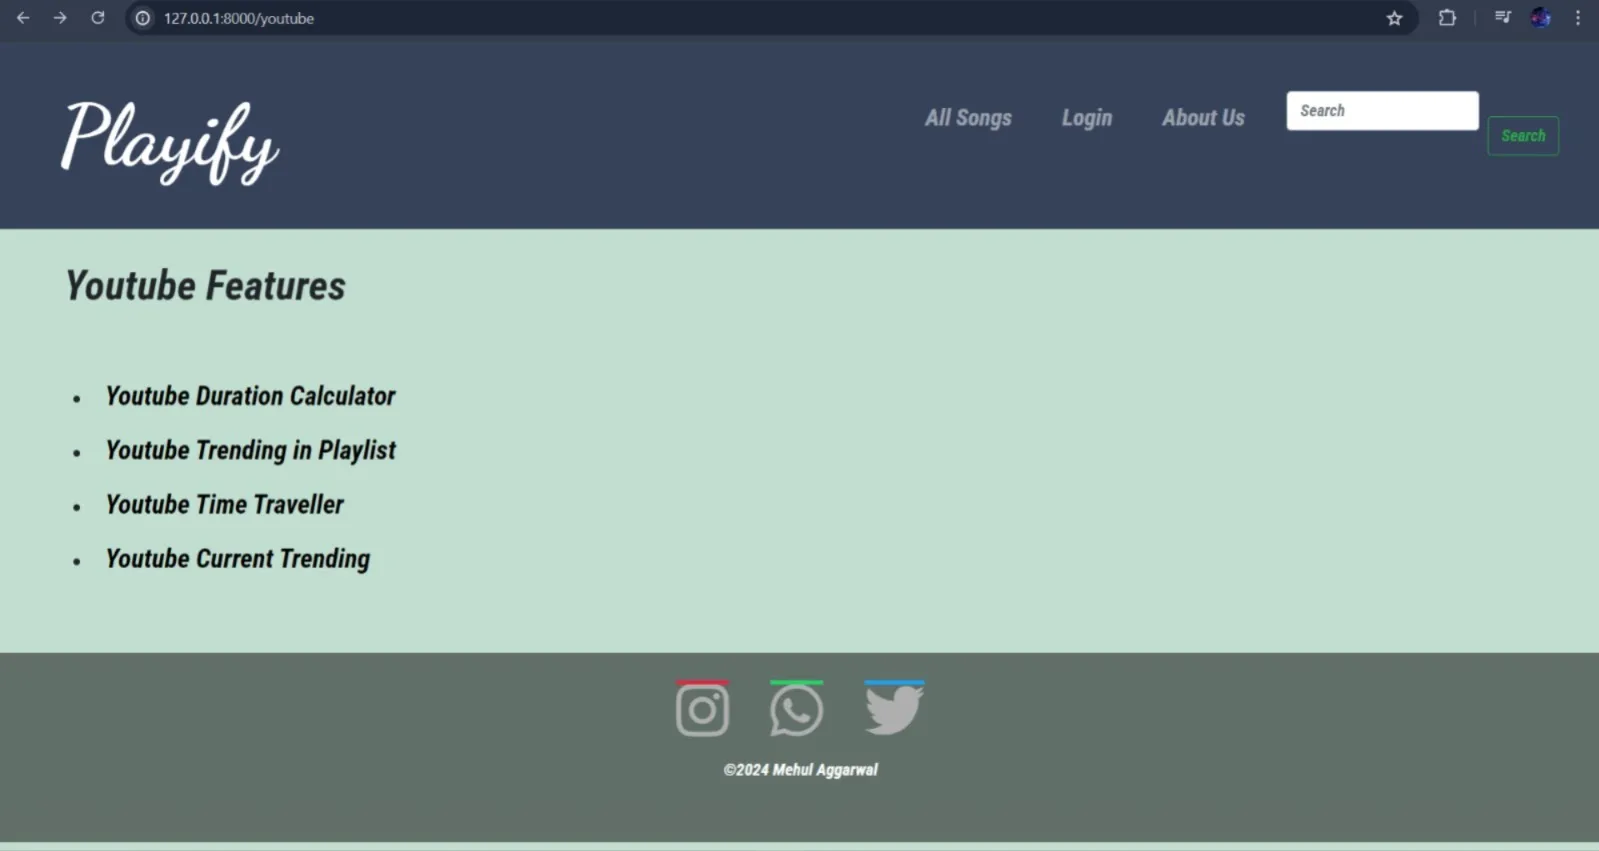 127.0.0.1:8000/youtube
Playify
All Songs
Login
About Us
Search
Search
Youtube Features
Youtube Duration Calculator
Youtube Trending in Playlist
Youtube Time Traveller
Youtube Current Trending
©2024 Mehul Aggarwal